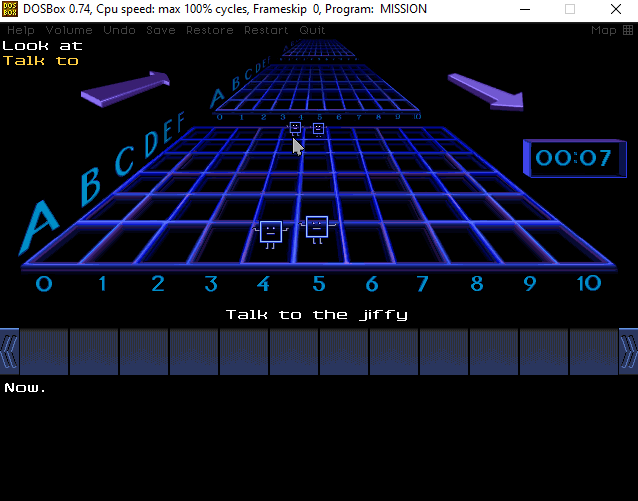 DOSBox 0.74, Cpu speed: max 100% cycles, Frameskip 0, Program: MISSION
Help Volume Undo Save Restore Restart Quit Map
Look at
Talk to
A B C D E F
0 1 2 3 4 5 6 7 8 9 10
00:07
A B C D E F
0 1 2 3 4 5 6 7 8 9 10
Talk to the jiffy
Now.